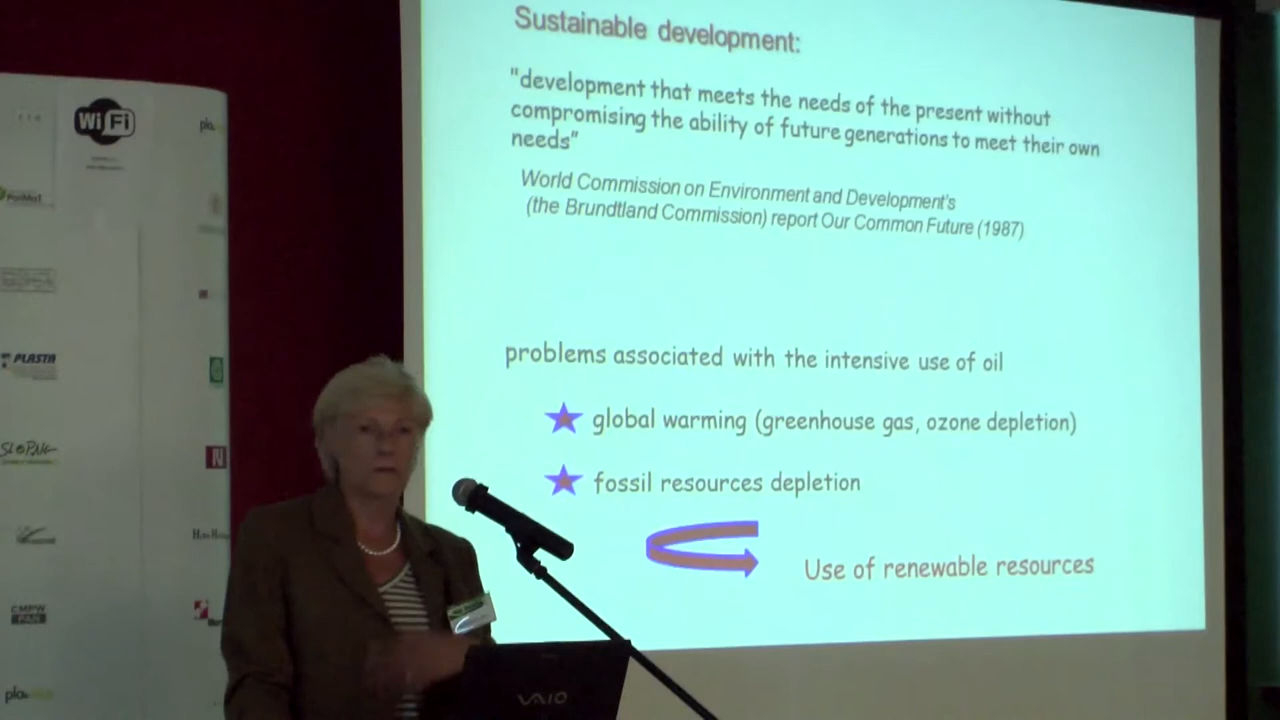 Sustainable development:
"development that meets the needs of the present without
compromising the ability of future generations to meet their own
needs"
World Commission on Environment and Development's
(the Brundtland Commission) report Our Common Future (1987)
problems associated with the intensive use of oil
global warming (greenhouse gas, ozone depletion)
fossil resources depletion
Use of renewable resources
WiFi
PLASTA
CMPW
PAN
N
VAIO